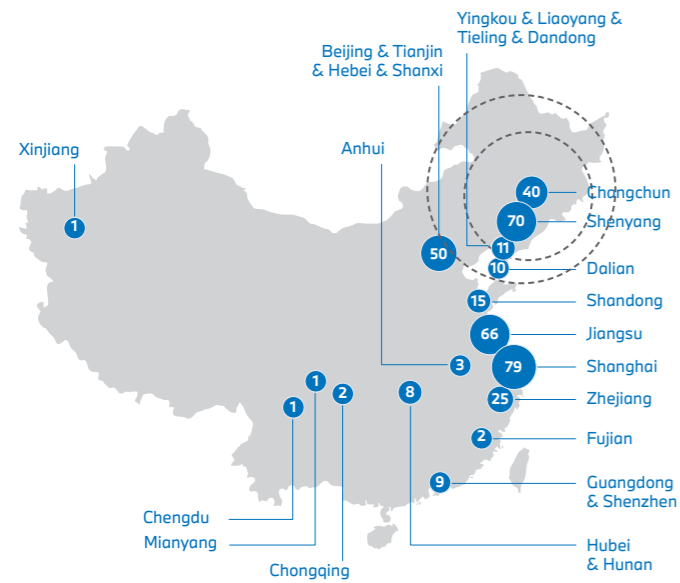 Yingkou & Liaoyang &
Tieling & Dandong
Beijing & Tianjin
& Hebei & Shanxi
Xinjiang
Anhui
40
Changchun
70
Shenyang
1
11
50
10
Dalian
15
Shandong
66
Jiangsu
3
79
Shanghai
1
2
8
25
Zhejiang
1
2
Fujian
9
Guangdong
& Shenzhen
Chengdu
Mianyang
Hubei
& Hunan
Chongqing